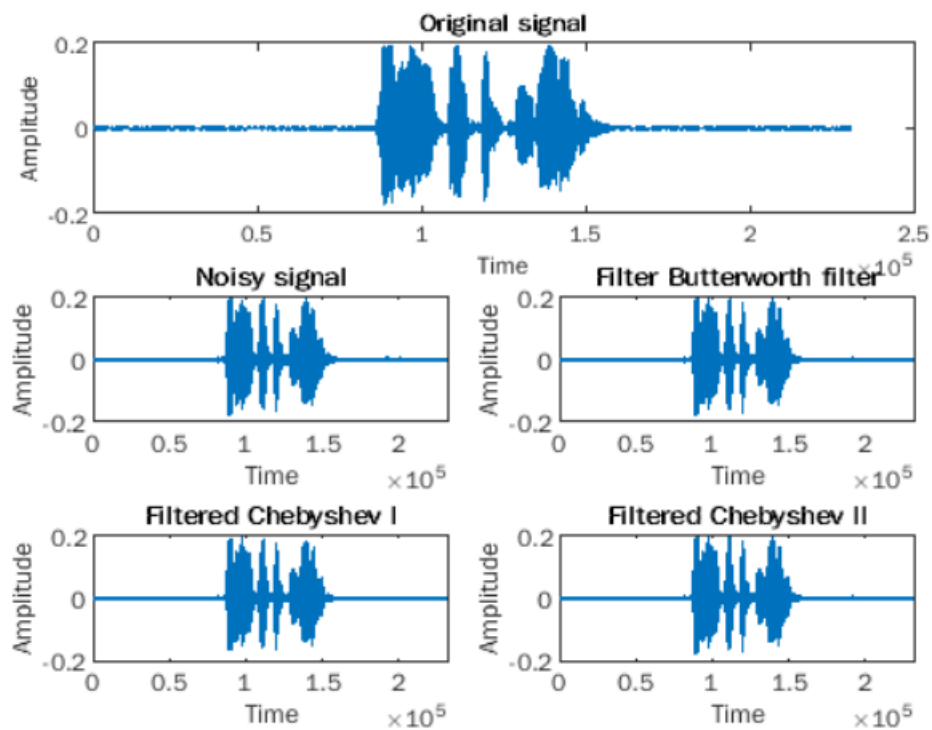 Original signal
Amplitude
0.2
0
-0.2
0 0.5 1 1.5 2 2.5
Time
×10^5
Noisy signal
Amplitude
0.2
0
-0.2
0 0.5 1 1.5 2
Time
×10^5
Filter Butterworth filter
Amplitude
0.2
0
-0.2
0 0.5 1 1.5 2
Time
×10^5
Filtered Chebyshev I
Amplitude
0.2
0
-0.2
0 0.5 1 1.5 2
Time
×10^5
Filtered Chebyshev II
Amplitude
0.2
0
-0.2
0 0.5 1 1.5 2
Time
×10^5